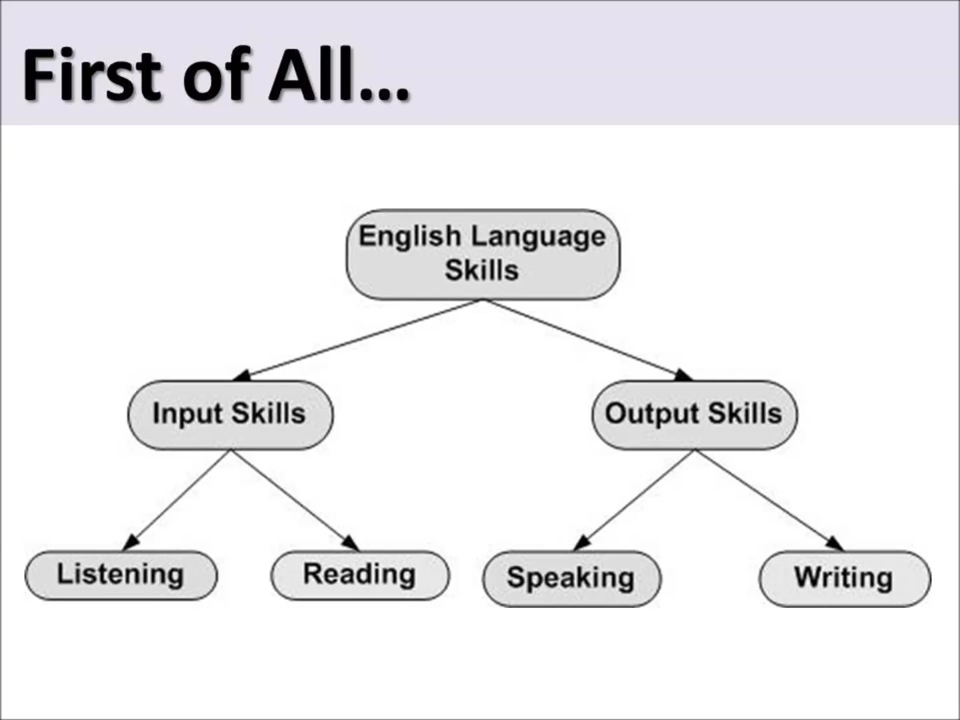 First of All...
English Language
Skills
Input Skills
Output Skills
Listening
Reading
Speaking
Writing